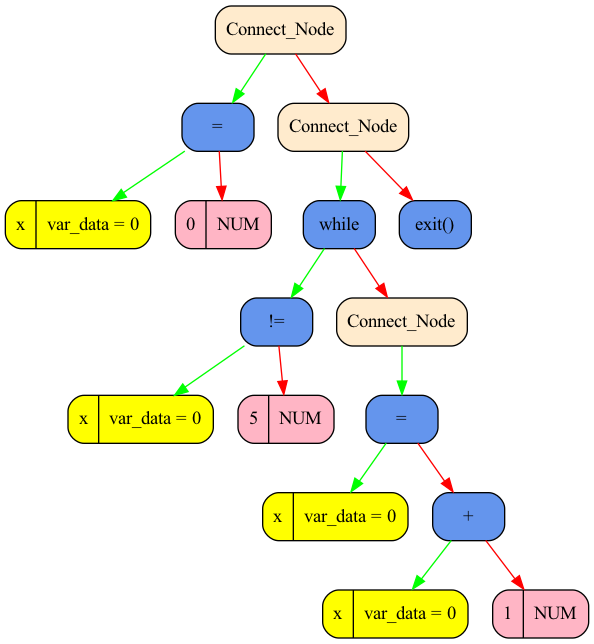 Connect_Node
=
Connect_Node
x var_data = 0
0 NUM
while
exit()
!=
Connect_Node
x var_data = 0
5 NUM
=
x var_data = 0
+
x var_data = 0
1 NUM